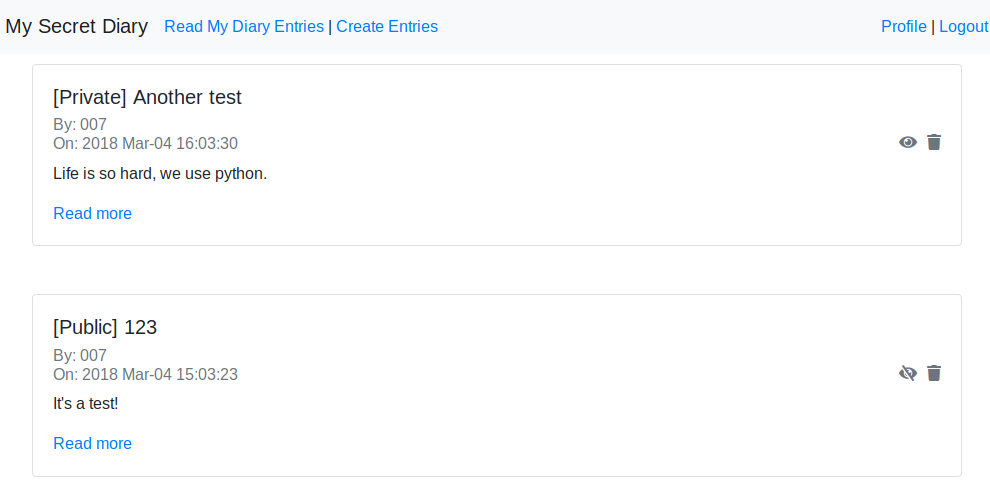 My Secret Diary Read My Diary Entries | Create Entries Profile | Logout
[Private] Another test
By: 007
On: 2018 Mar-04 16:03:30
Life is so hard, we use python.
Read more
[Public] 123
By: 007
On: 2018 Mar-04 15:03:23
It's a test!
Read more